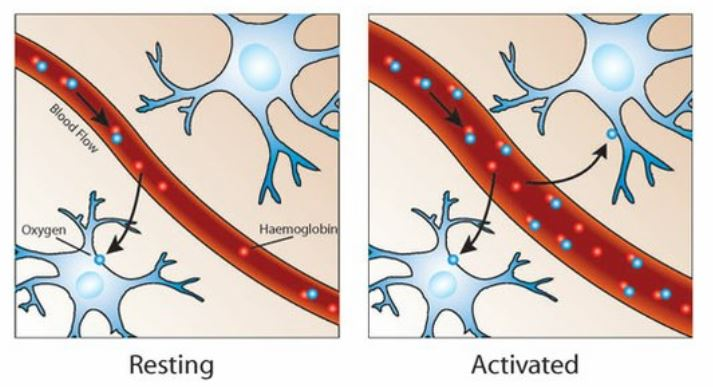 Blood Flow
Oxygen
Haemoglobin
Resting
Activated